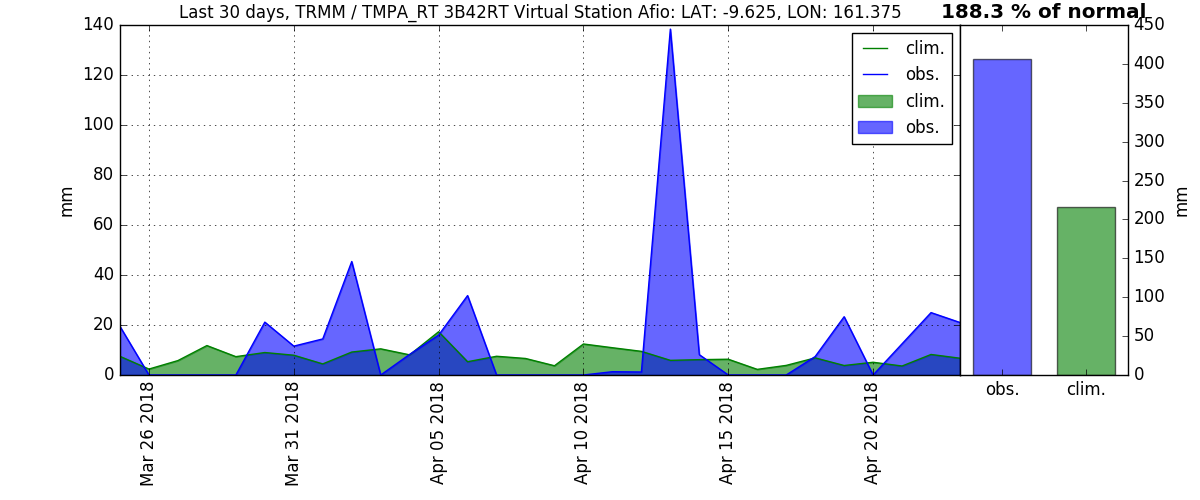 Last 30 days, TRMM / TMPA_RT 3B42RT Virtual Station Afio: LAT: -9.625, LON: 161.375
188.3 % of normal
140
120
100
80
60
40
20
0
mm
clim.
obs.
clim.
obs.
Mar 26 2018
Mar 31 2018
Apr 05 2018
Apr 10 2018
Apr 15 2018
Apr 20 2018
450
400
350
300
250
200
150
100
50
0
mm
obs.
clim.